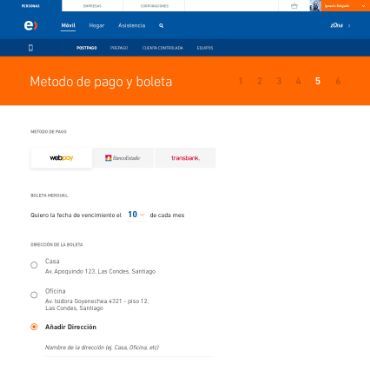 PERSONAS EMPRESAS CORPORACIONES Ignacio Delgado
e) Móvil Hogar Asistencia zOne
POSTPAGO PREPAGO CUENTA CONTROLADA EQUIPOS
Metodo de pago y boleta 1 2 3 4 5 6
METODO DE PAGO
webpay BancoEstado transbank.
BOLETA MENSUAL
Quiero la fecha de vencimiento el 10 de cada mes
DIRECCIÓN DE LA BOLETA
Casa
Av. Apoquindo 123, Las Condes, Santiago
Oficina
Av. Isidora Goyenechea 4321 - piso 12,
Las Condes, Santiago
Añadir Dirección
Nombre de la dirección (ej. Casa, Oficina, etc)